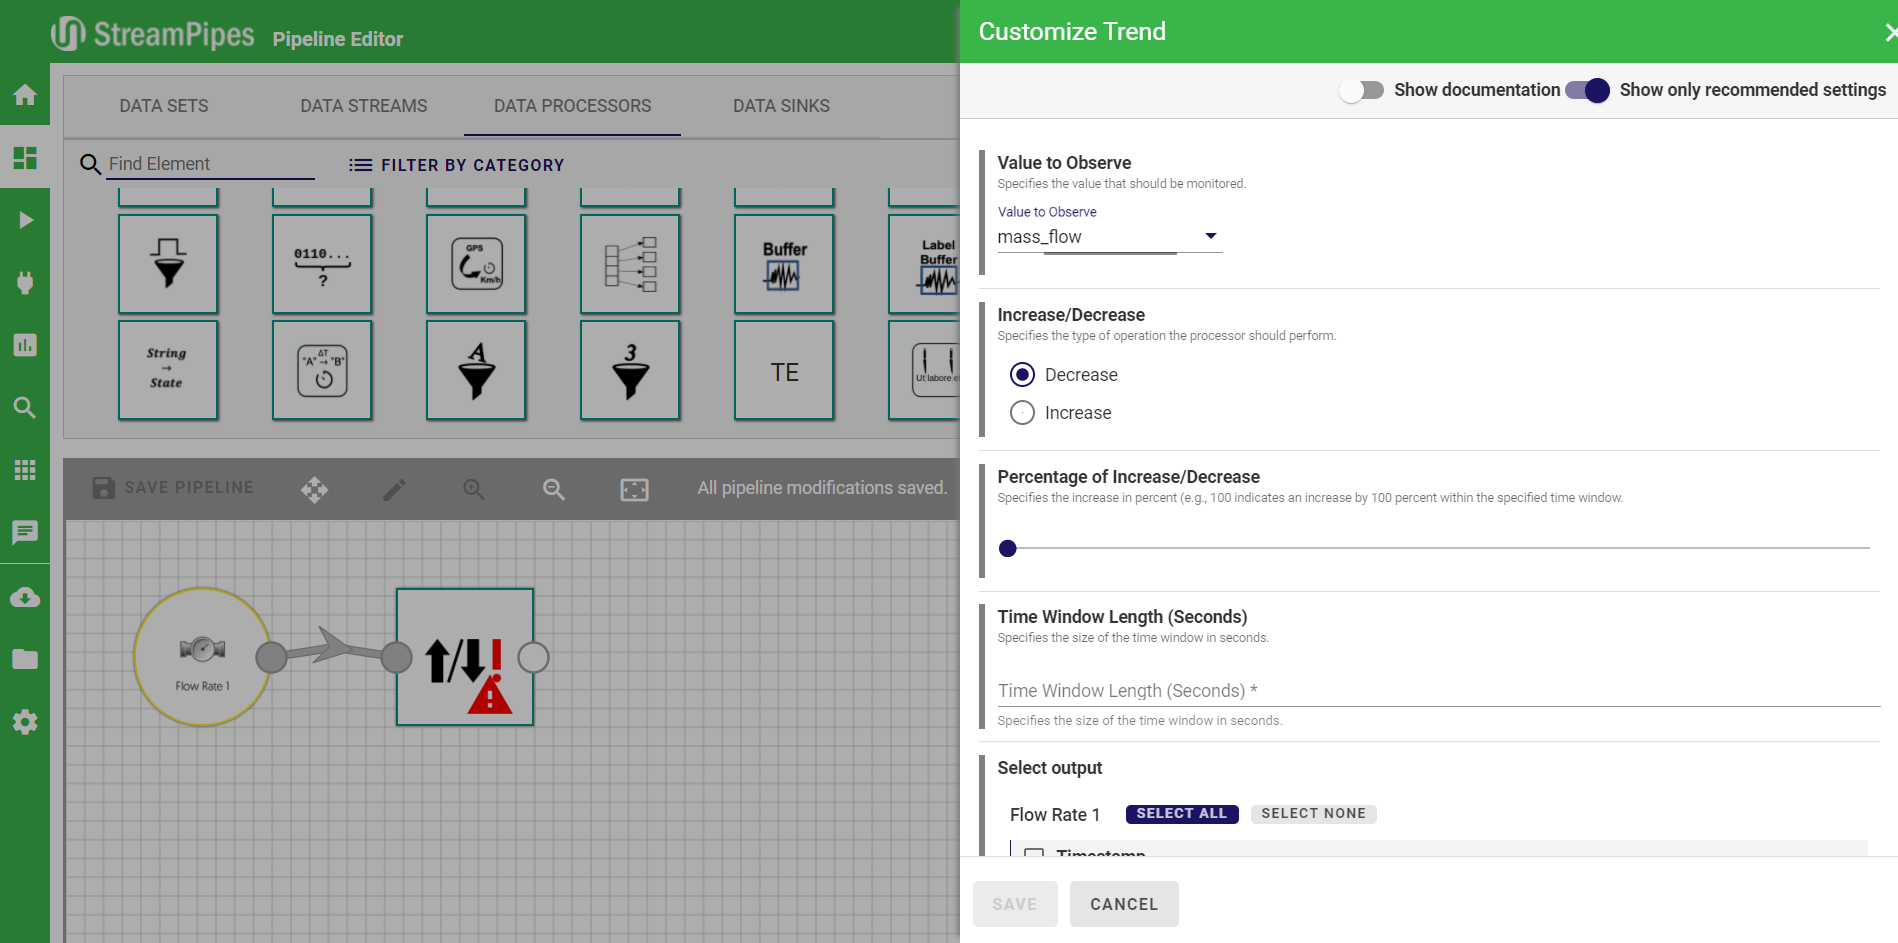 StreamPipes Pipeline Editor
Customize Trend
Show documentation
Show only recommended settings
DATA SETS
DATA STREAMS
DATA PROCESSORS
DATA SINKS
Find Element
FILTER BY CATEGORY
0110...
?
GPS
Km/h
Buffer
Label
Buffer
String
→
State
ΔT
"A" → "B"
A
3
TE
Ut labore e
SAVE PIPELINE
All pipeline modifications saved.
Flow Rate 1
Value to Observe
Specifies the value that should be monitored.
Value to Observe
mass_flow
Increase/Decrease
Specifies the type of operation the processor should perform.
Decrease
Increase
Percentage of Increase/Decrease
Specifies the increase in percent (e.g., 100 indicates an increase by 100 percent within the specified time window.
Time Window Length (Seconds)
Specifies the size of the time window in seconds.
Time Window Length (Seconds) *
Specifies the size of the time window in seconds.
Select output
Flow Rate 1
SELECT ALL
SELECT NONE
Timestamp
SAVE
CANCEL